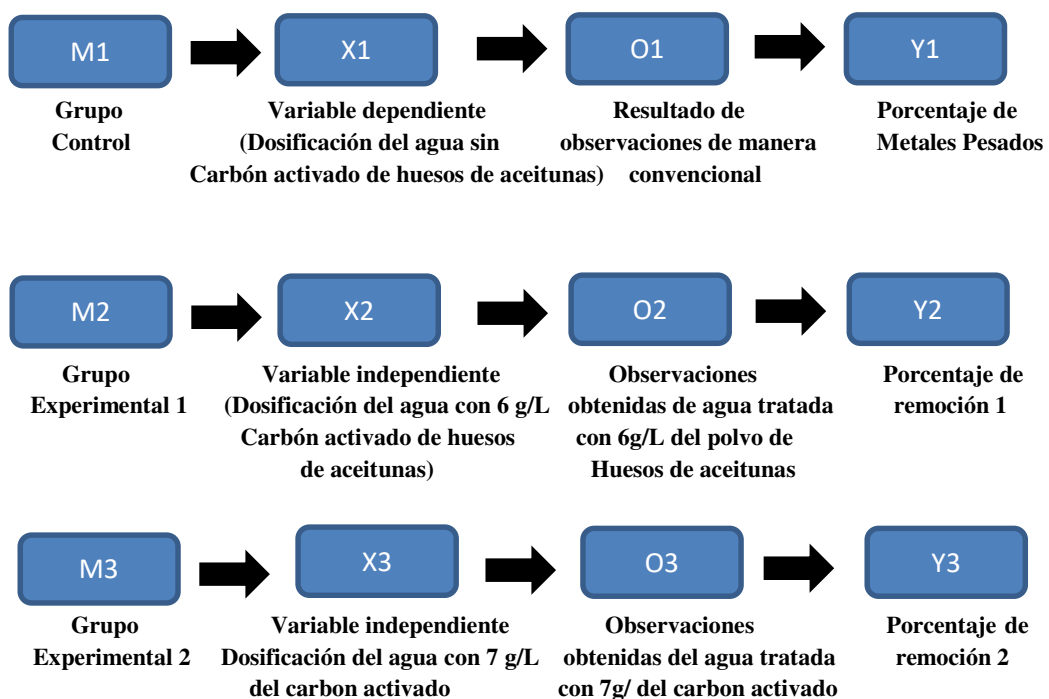 M1 X1 O1 Y1
Grupo Variable dependiente Resultado de Porcentaje de
Control (Dosificación del agua sin observaciones de manera Metales Pesados
Carbón activado de huesos de aceitunas) convencional
M2 X2 O2 Y2
Grupo Variable independiente Observaciones Porcentaje de
Experimental 1 (Dosificación del agua con 6 g/L obtenidas de agua tratada remoción 1
Carbón activado de huesos con 6g/L del polvo de
de aceitunas) Huesos de aceitunas
M3 X3 O3 Y3
Grupo Variable independiente Observaciones Porcentaje de
Experimental 2 Dosificación del agua con 7 g/L obtenidas del agua tratada remoción 2
del carbon activado con 7g/ del carbon activado